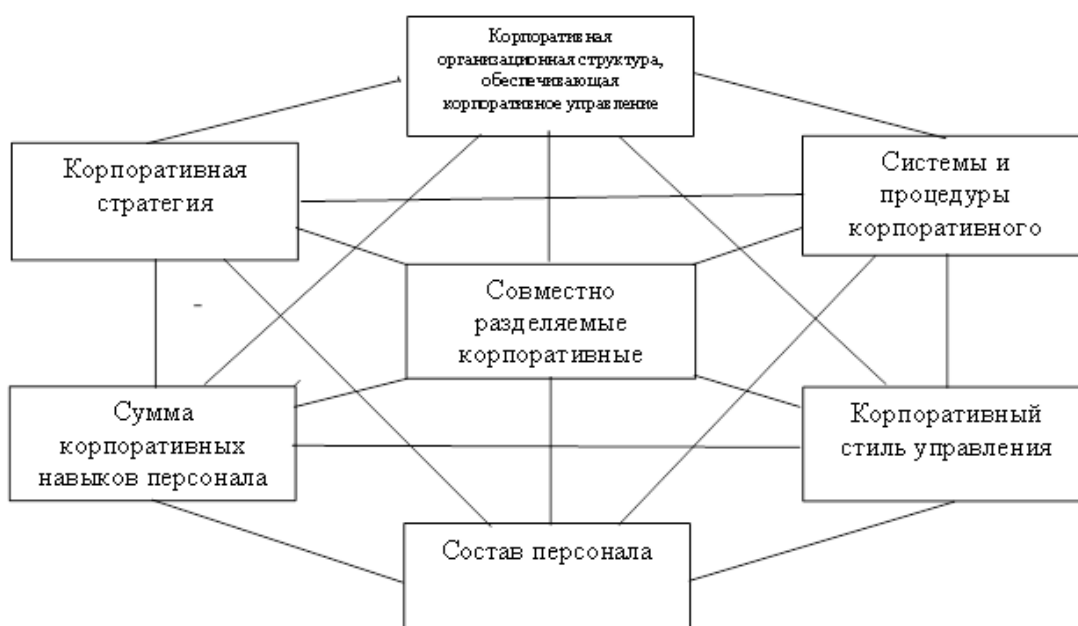 Корпоративная
организационная структура,
обеспечивающая
корпоративное управление
Корпоративная
стратегия
Системы и
процедуры
корпоративного
Совместно
разделяемые
корпоративные
Сумма
корпоративных
навыков персонала
Корпоративный
стиль управления
Состав персонала